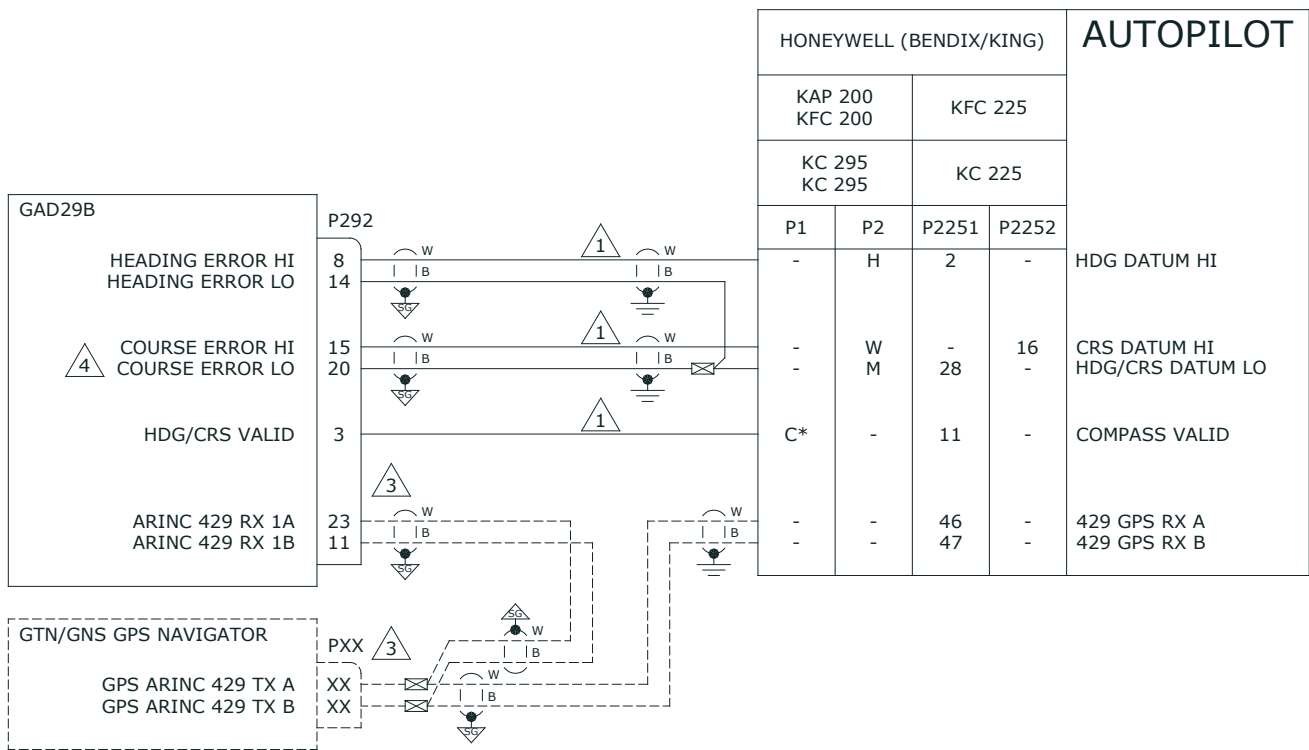 HONEYWELL (BENDIX/KING) AUTOPILOT
KAP 200
KFC 200
KFC 225
KC 295
KC 295
KC 225
P1 P2 P2251 P2252
GAD29B
P292
HEADING ERROR HI 8 W B 1 W B - H 2 - HDG DATUM HI
HEADING ERROR LO 14
SG
COURSE ERROR HI 15 W 1 W - W - 16 CRS DATUM HI
4 COURSE ERROR LO 20 B B - M 28 - HDG/CRS DATUM LO
SG
HDG/CRS VALID 3 1 C* - 11 - COMPASS VALID
3
ARINC 429 RX 1A 23 W W - - 46 - 429 GPS RX A
ARINC 429 RX 1B 11 B B - - 47 - 429 GPS RX B
SG
GTN/GNS GPS NAVIGATOR
PXX 3
SG
W
B
GPS ARINC 429 TX A XX W
GPS ARINC 429 TX B XX B
SG